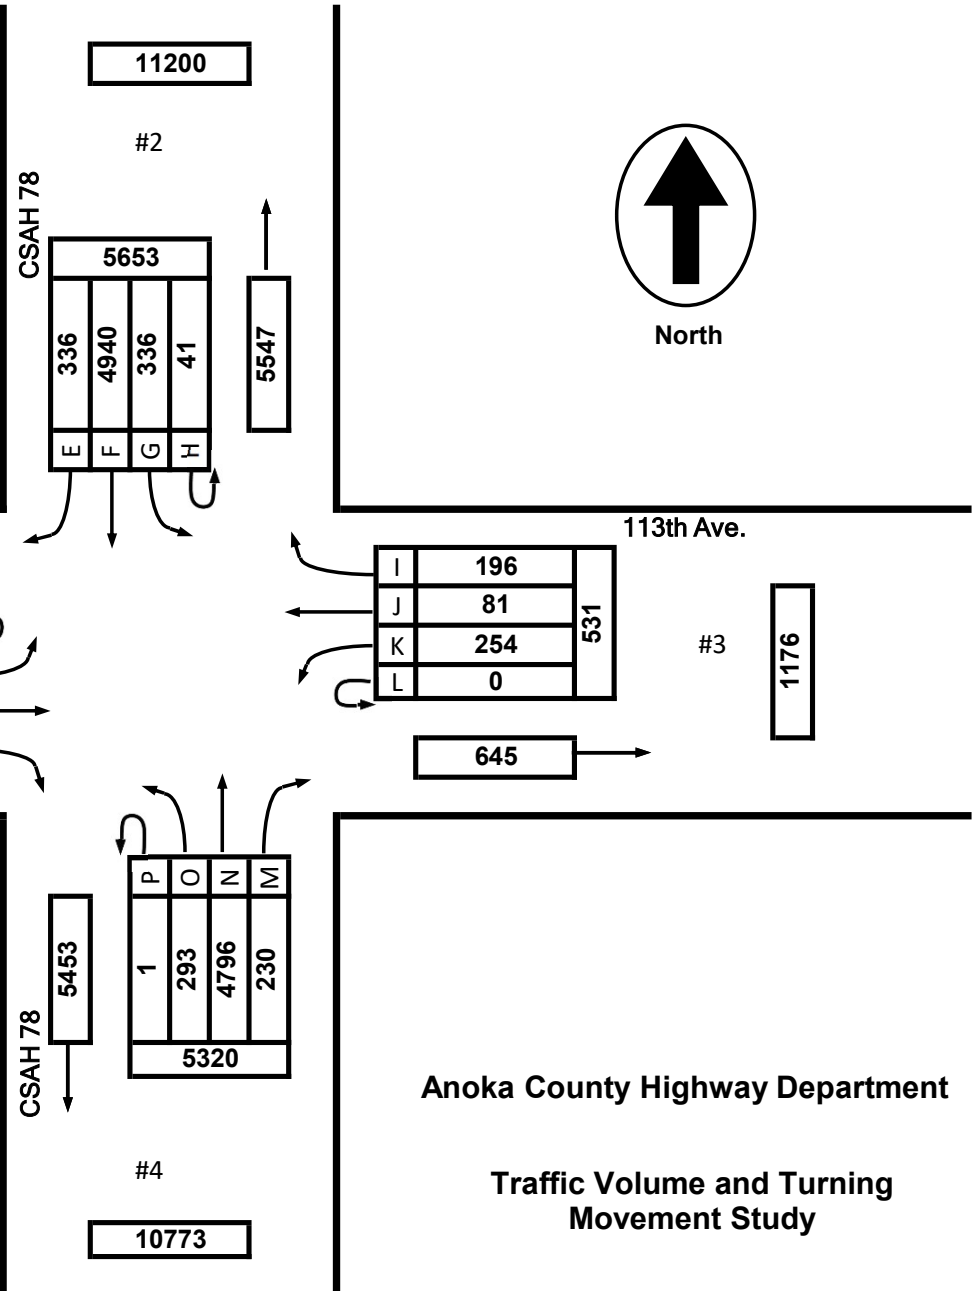 11200
#2
CSAH 78
5653
336
4940
336
41
E
F
G
H
5547
North
113th Ave.
I 196
J 81
K 254
L 0
531
#3
1176
645
P
O
N
M
1
293
4796
230
5320
5453
CSAH 78
#4
10773
Anoka County Highway Department
Traffic Volume and Turning
Movement Study